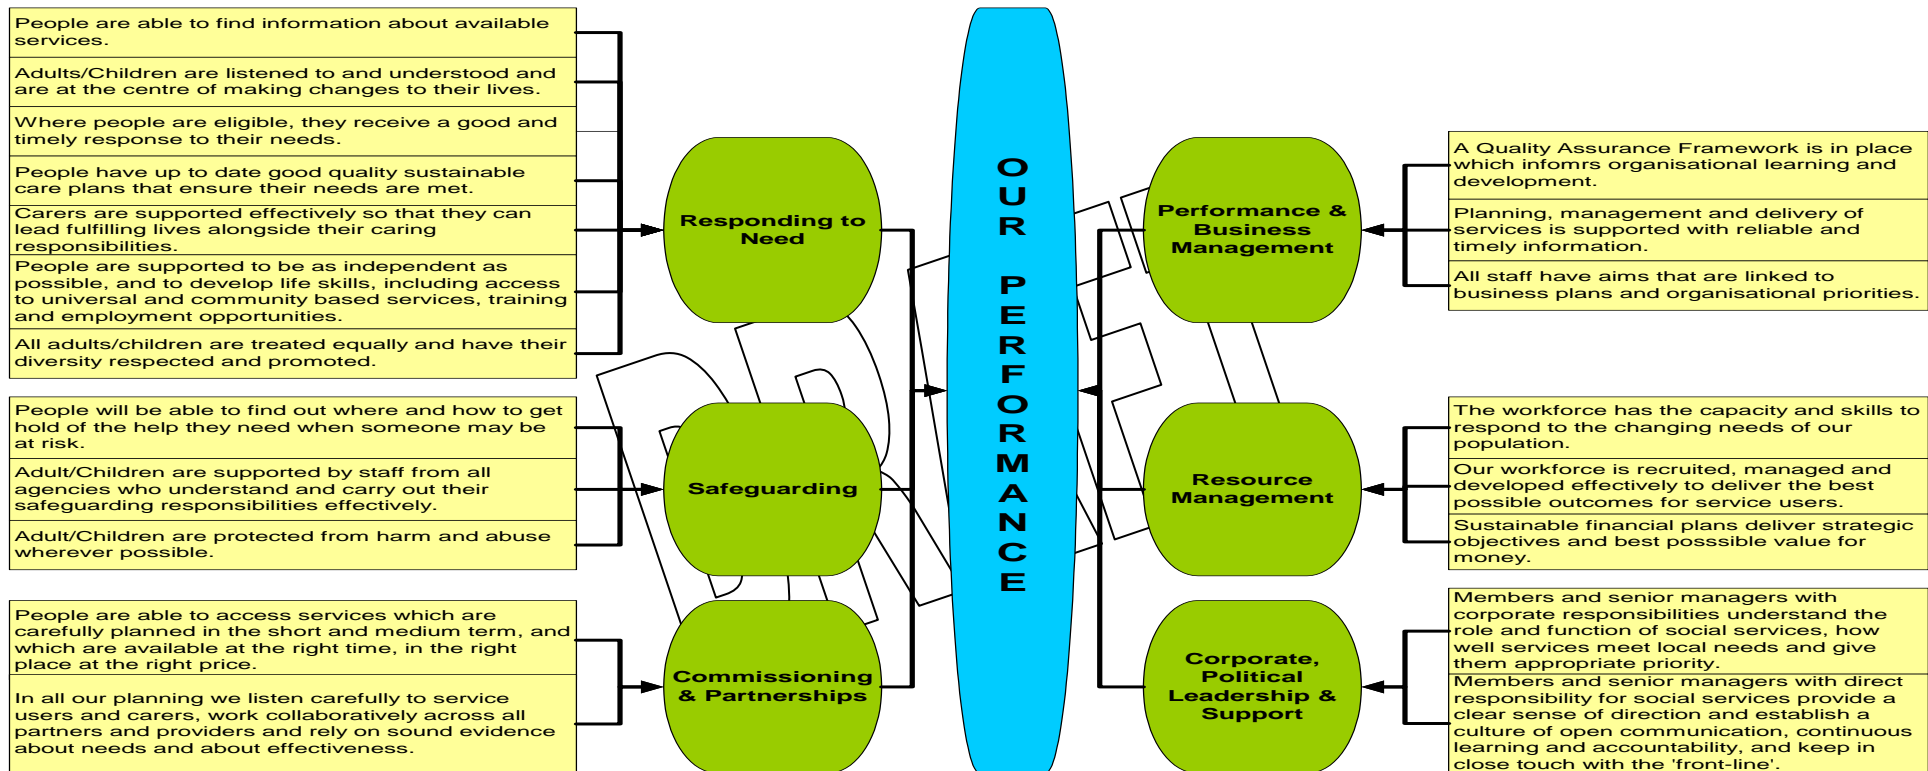 People are able to find information about available
services.
Adults/Children are listened to and understood and
are at the centre of making changes to their lives.
Where people are eligible, they receive a good and
timely response to their needs.
People have up to date good quality sustainable
care plans that ensure their needs are met.
Carers are supported effectively so that they can
lead fulfilling lives alongside their caring
responsibilities.
People are supported to be as independent as
possible, and to develop life skills, including access
to universal and community based services, training
and employment opportunities.
All adults/children are treated equally and have their
diversity respected and promoted.
People will be able to find out where and how to get
hold of the help they need when someone may be
at risk.
Adult/Children are supported by staff from all
agencies who understand and carry out their
safeguarding responsibilities effectively.
Adult/Children are protected from harm and abuse
wherever possible.
People are able to access services which are
carefully planned in the short and medium term, and
which are available at the right time, in the right
place at the right price.
In all our planning we listen carefully to service
users and carers, work collaboratively across all
partners and providers and rely on sound evidence
about needs and about effectiveness.
Responding to
Need
Safeguarding
Commissioning
& Partnerships
OUR PERFORMANCE
Performance &
Business
Management
Resource
Management
Corporate,
Political
Leadership &
Support
A Quality Assurance Framework is in place
which infomrs organisational learning and
development.
Planning, management and delivery of
services is supported with reliable and
timely information.
All staff have aims that are linked to
business plans and organisational priorities.
The workforce has the capacity and skills to
respond to the changing needs of our
population.
Our workforce is recruited, managed and
developed effectively to deliver the best
possible outcomes for service users.
Sustainable financial plans deliver strategic
objectives and best posssible value for
money.
Members and senior managers with
corporate responsibilities understand the
role and function of social services, how
well services meet local needs and give
them appropriate priority.
Members and senior managers with direct
responsibility for social services provide a
clear sense of direction and establish a
culture of open communication, continuous
learning and accountability, and keep in
close touch with the 'front-line'.